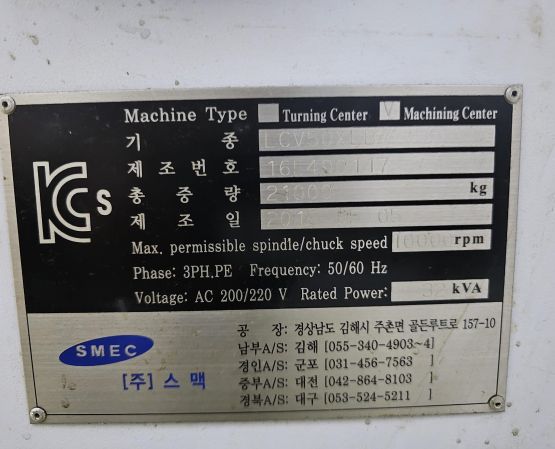 Machine Type Turning Center V Machining Center
기 종
제 조 번 호
총 중 량 kg
제 조 일
Max. permissible spindle/chuck speed 10000 rpm
Phase: 3PH,PE Frequency: 50/60 Hz
Voltage: AC 200/220 V Rated Power: 32 kVA
KCs
공 장: 경상남도 김해시 주촌면 골든루트로 157-10
남부A/S: 김해 [055-340-4903~4]
경인A/S: 군포 [031-456-7563 ]
중부A/S: 대전 [042-864-8103 ]
경북A/S: 대구 [053-524-5211 ]
SMEC
[주] 스 맥